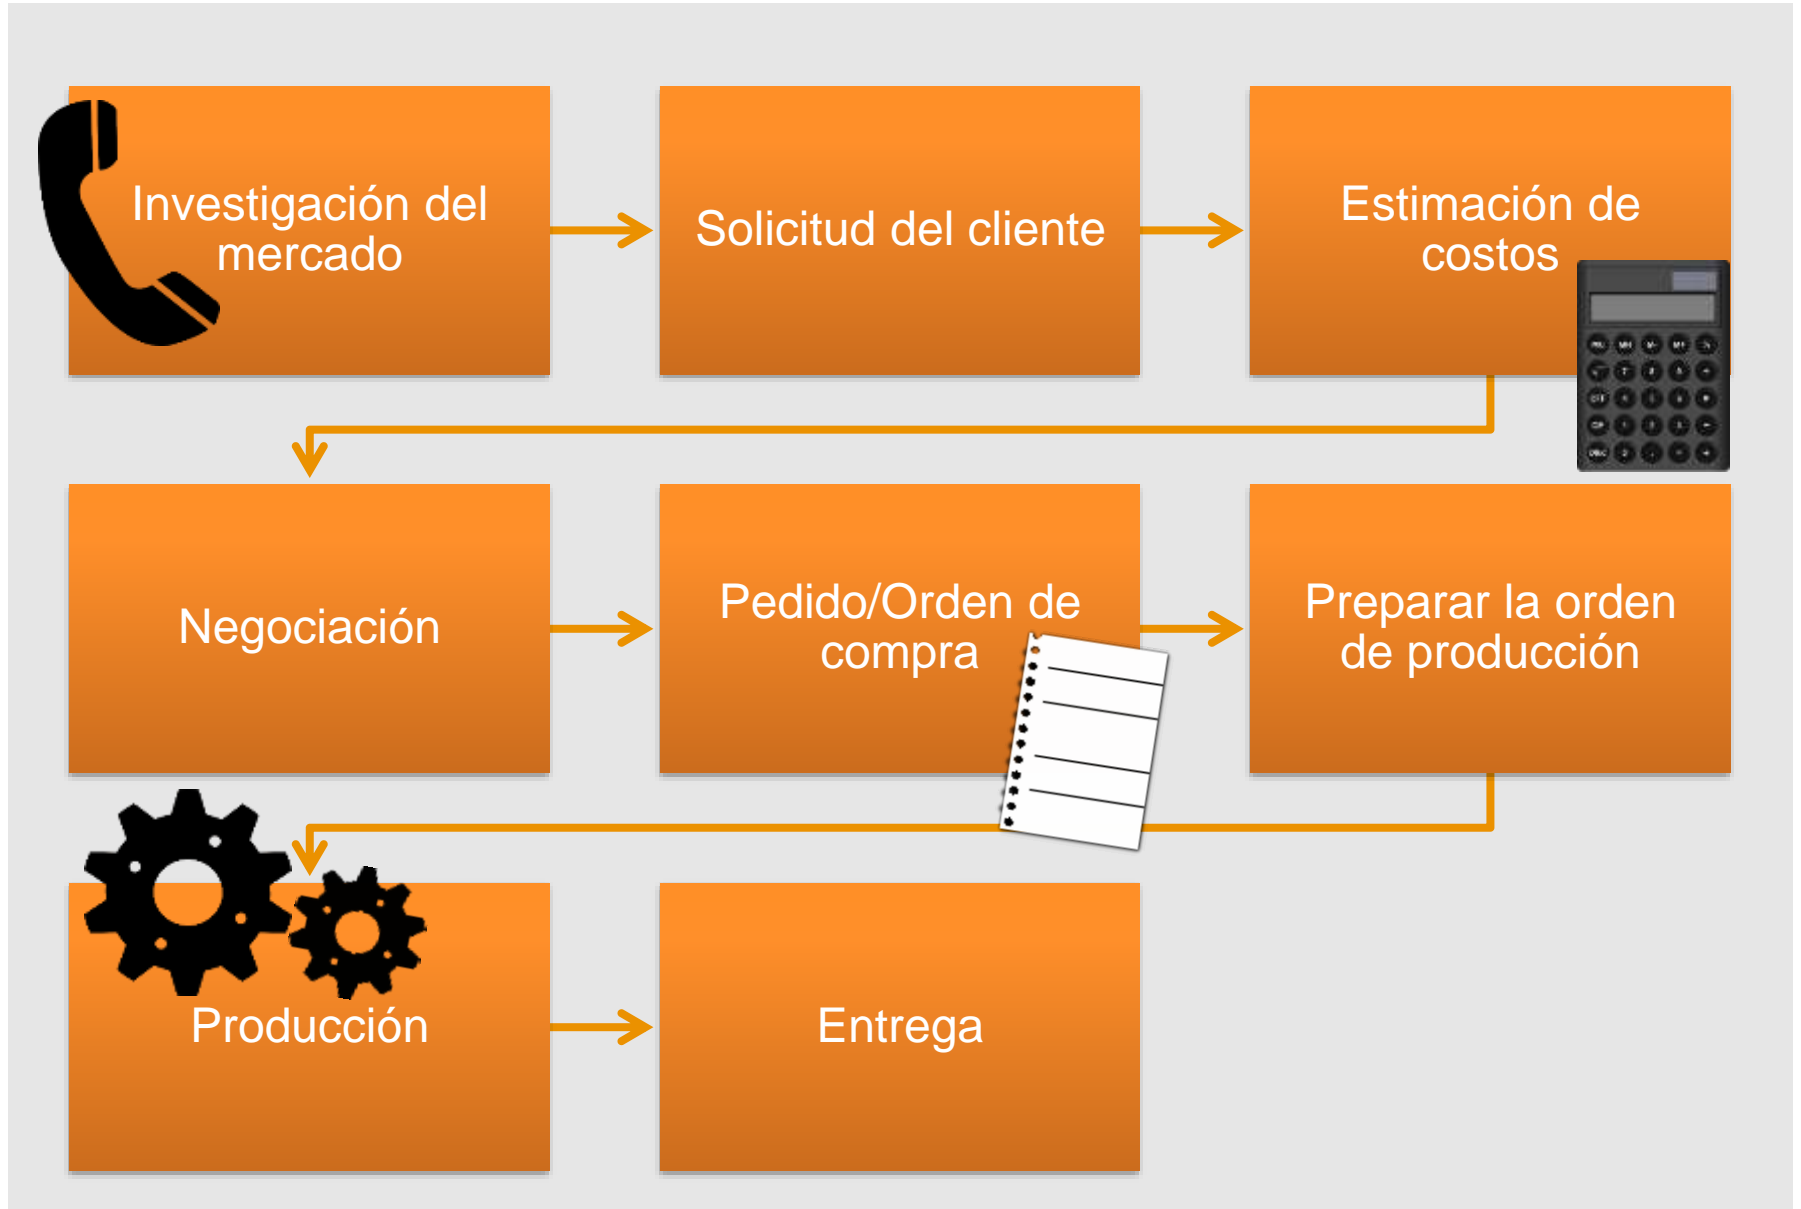 Investigación del
mercado
Solicitud del cliente
Estimación de
costos
Negociación
Pedido/Orden de
compra
Preparar la orden
de producción
Producción
Entrega